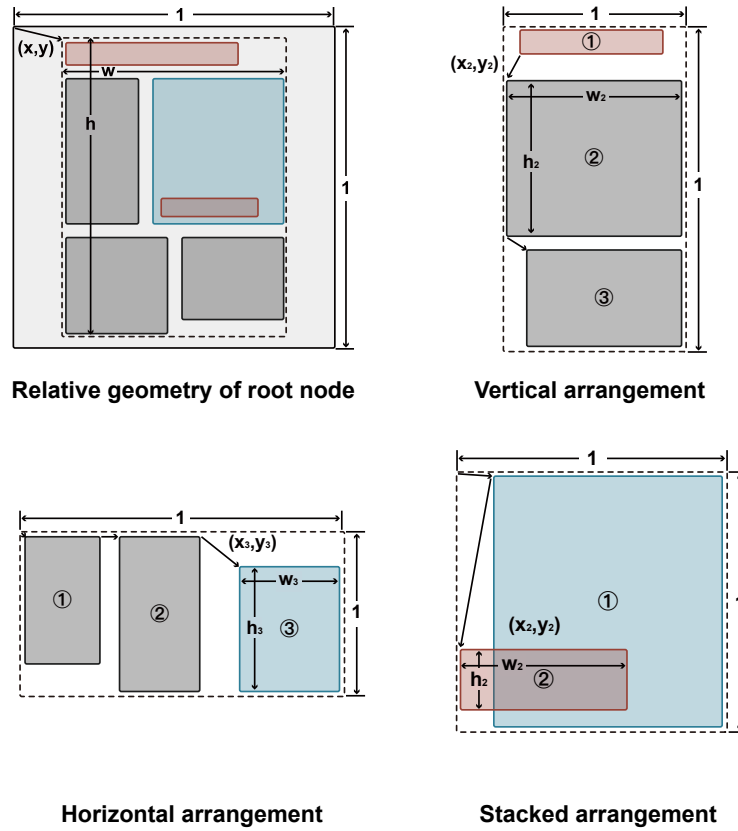 1
(x,y)
w
h
1
Relative geometry of root node
1
①
(x₂,y₂)
w₂
h₂
②
1
③
Vertical arrangement
1
(x₃,y₃)
w₃
①
②
h₃
③
1
Horizontal arrangement
1
①
(x₂,y₂)
w₂
h₂
②
1
Stacked arrangement